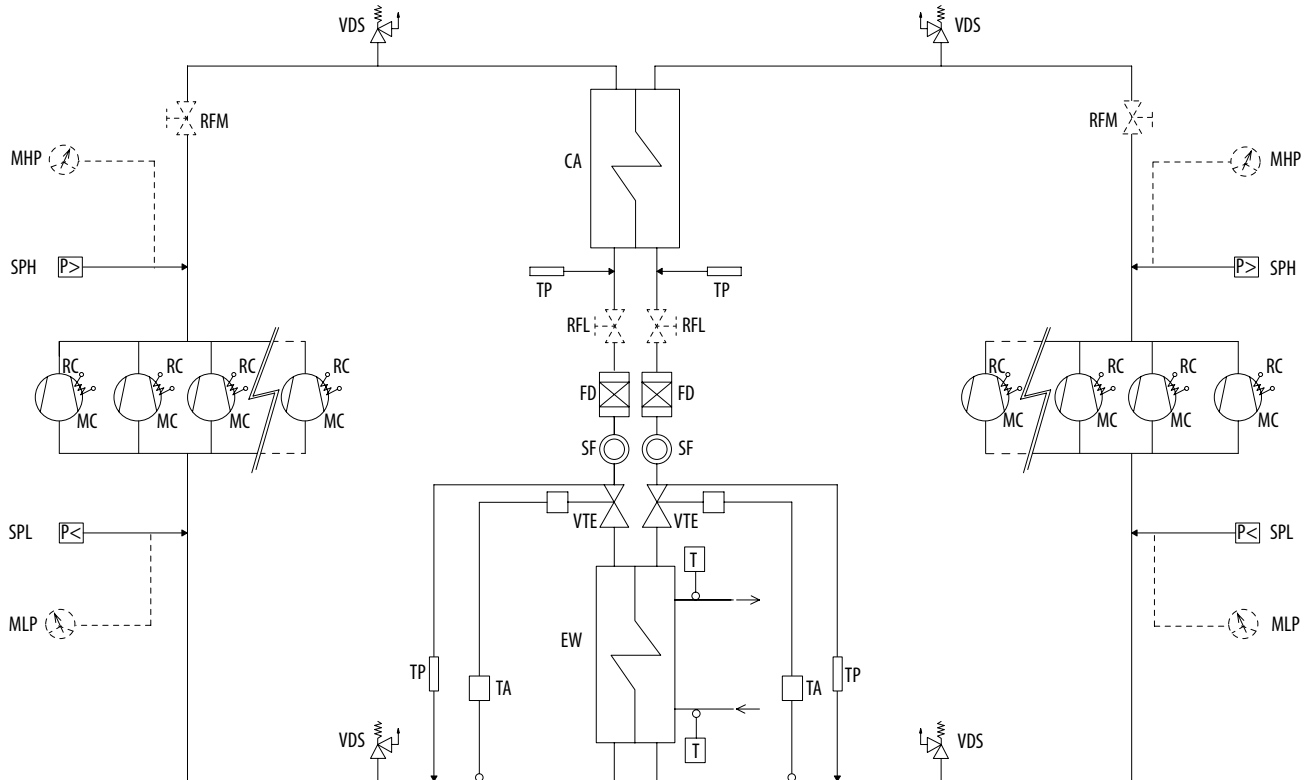 VDS VDS
RFM RFM
MHP CA MHP
SPH P> P> SPH
TP TP
RFL RFL
RC RC RC RC RC RC RC
FD FD
MC MC MC MC MC MC MC
SF SF
VTE VTE
SPL P< P< SPL
T
MLP EW MLP
TP TA TA TP
VDS T VDS